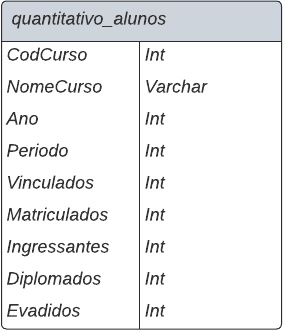 quantitativo_alunos
CodCurso Int
NomeCurso Varchar
Ano Int
Periodo Int
Vinculados Int
Matriculados Int
Ingressantes Int
Diplomados Int
Evadidos Int